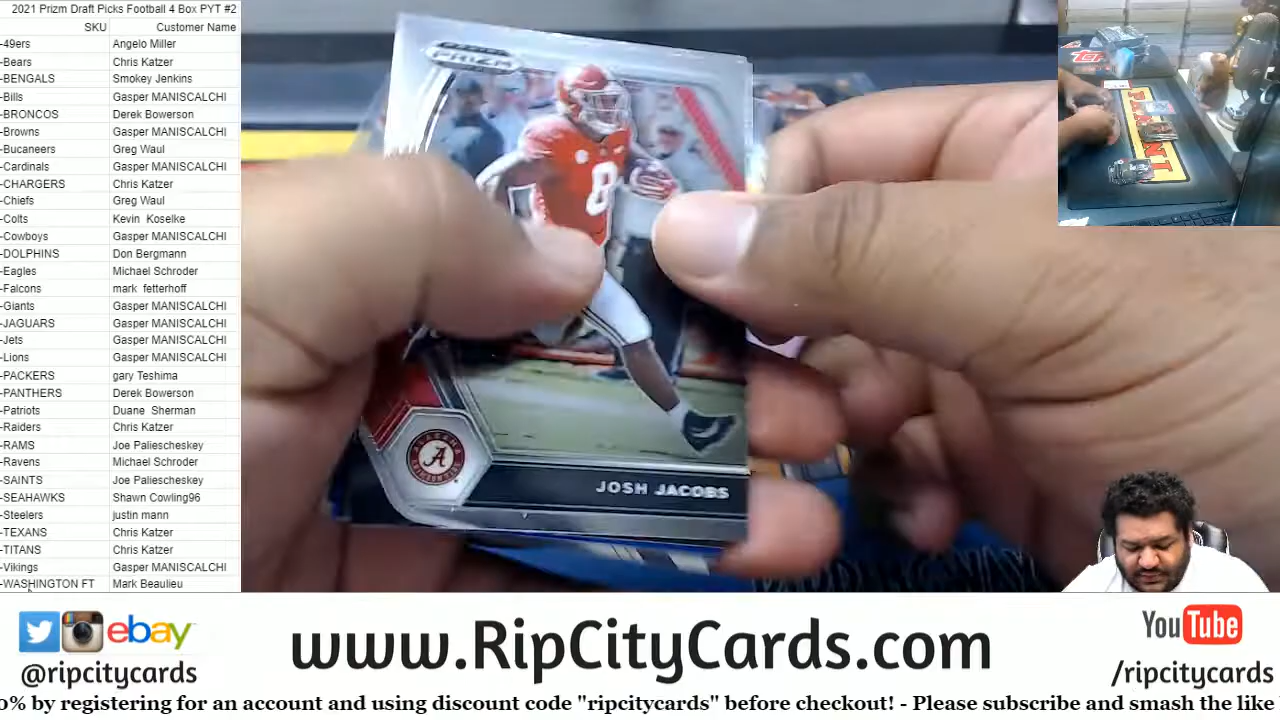 2021 Prizm Draft Picks Football 4 Box PYT #2
SKU Customer Name
-49ers Angelo Miller
-Bears Chris Katzer
-BENGALS Smokey Jenkins
-Bills Gasper MANISCALCHI
-BRONCOS Derek Bowerson
-Browns Gasper MANISCALCHI
-Bucaneers Greg Waul
-Cardinals Gasper MANISCALCHI
-CHARGERS Chris Katzer
-Chiefs Greg Waul
-Colts Kevin Koselke
-Cowboys Gasper MANISCALCHI
-DOLPHINS Don Bergmann
-Eagles Michael Schroder
-Falcons mark fetterhoff
-Giants Gasper MANISCALCHI
-JAGUARS Gasper MANISCALCHI
-Jets Gasper MANISCALCHI
-Lions Gasper MANISCALCHI
-PACKERS gary Teshima
-PANTHERS Derek Bowerson
-Patriots Duane Sherman
-Raiders Chris Katzer
-RAMS Joe Paliescheskey
-Ravens Michael Schroder
-SAINTS Joe Paliescheskey
-SEAHAWKS Shawn Cowling96
-Steelers justin mann
-TEXANS Chris Katzer
-TITANS Chris Katzer
-Vikings Gasper MANISCALCHI
-WASHINGTON FT Mark Beaulieu
PRIZM
8
A
JOSH JACOBS
ebay
@ripcitycards
www.RipCityCards.com
YouTube
/ripcitycards
0% by registering for an account and using discount code "ripcitycards" before checkout! - Please subscribe and smash the like